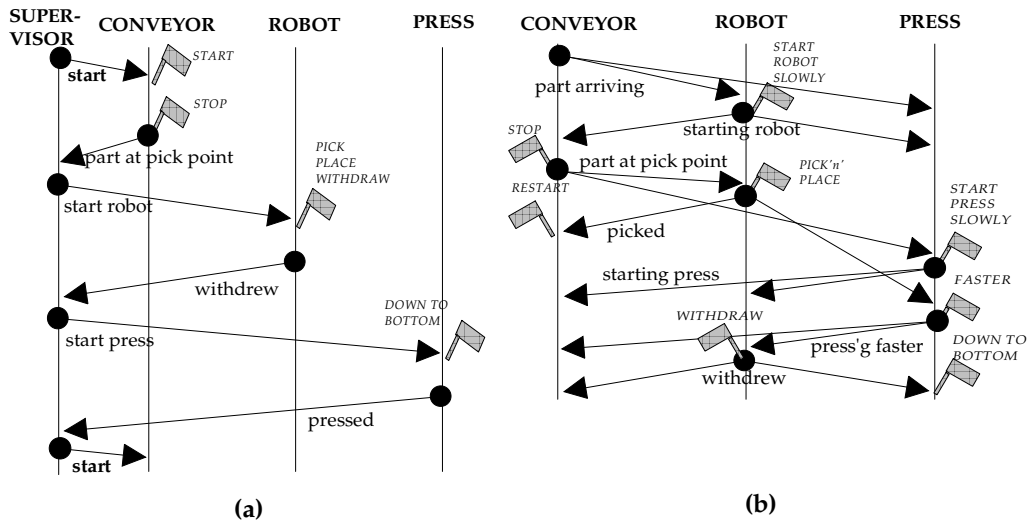 SUPER-
VISOR
CONVEYOR
ROBOT
PRESS
START
start
STOP
part at pick point
PICK
PLACE
WITHDRAW
start robot
withdrew
DOWN TO
BOTTOM
start press
pressed
start
(a)
CONVEYOR
ROBOT
PRESS
START
ROBOT
SLOWLY
part arriving
starting robot
STOP
part at pick point
PICK'n'
PLACE
RESTART
START
PRESS
SLOWLY
picked
starting press
FASTER
WITHDRAW
press'g faster
DOWN TO
BOTTOM
withdrew
(b)